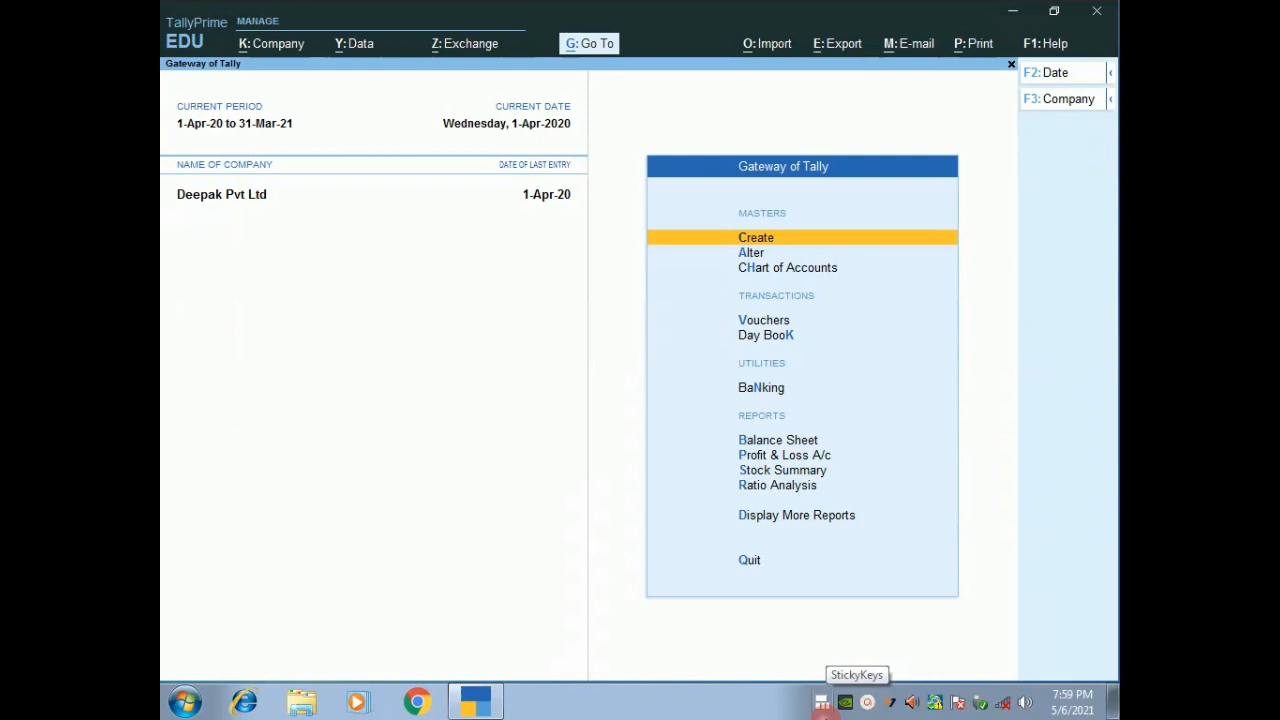 TallyPrime MANAGE
EDU K: Company Y: Data Z: Exchange G: Go To O: Import E: Export M: E-mail P: Print F1: Help
Gateway of Tally
F2: Date
F3: Company
CURRENT PERIOD CURRENT DATE
1-Apr-20 to 31-Mar-21 Wednesday, 1-Apr-2020
NAME OF COMPANY DATE OF LAST ENTRY
Deepak Pvt Ltd 1-Apr-20
Gateway of Tally
MASTERS
Create
Alter
CHart of Accounts
TRANSACTIONS
Vouchers
Day BooK
UTILITIES
BaNking
REPORTS
Balance Sheet
Profit & Loss A/c
Stock Summary
Ratio Analysis
Display More Reports
Quit
StickyKeys
7:59 PM
5/6/2021